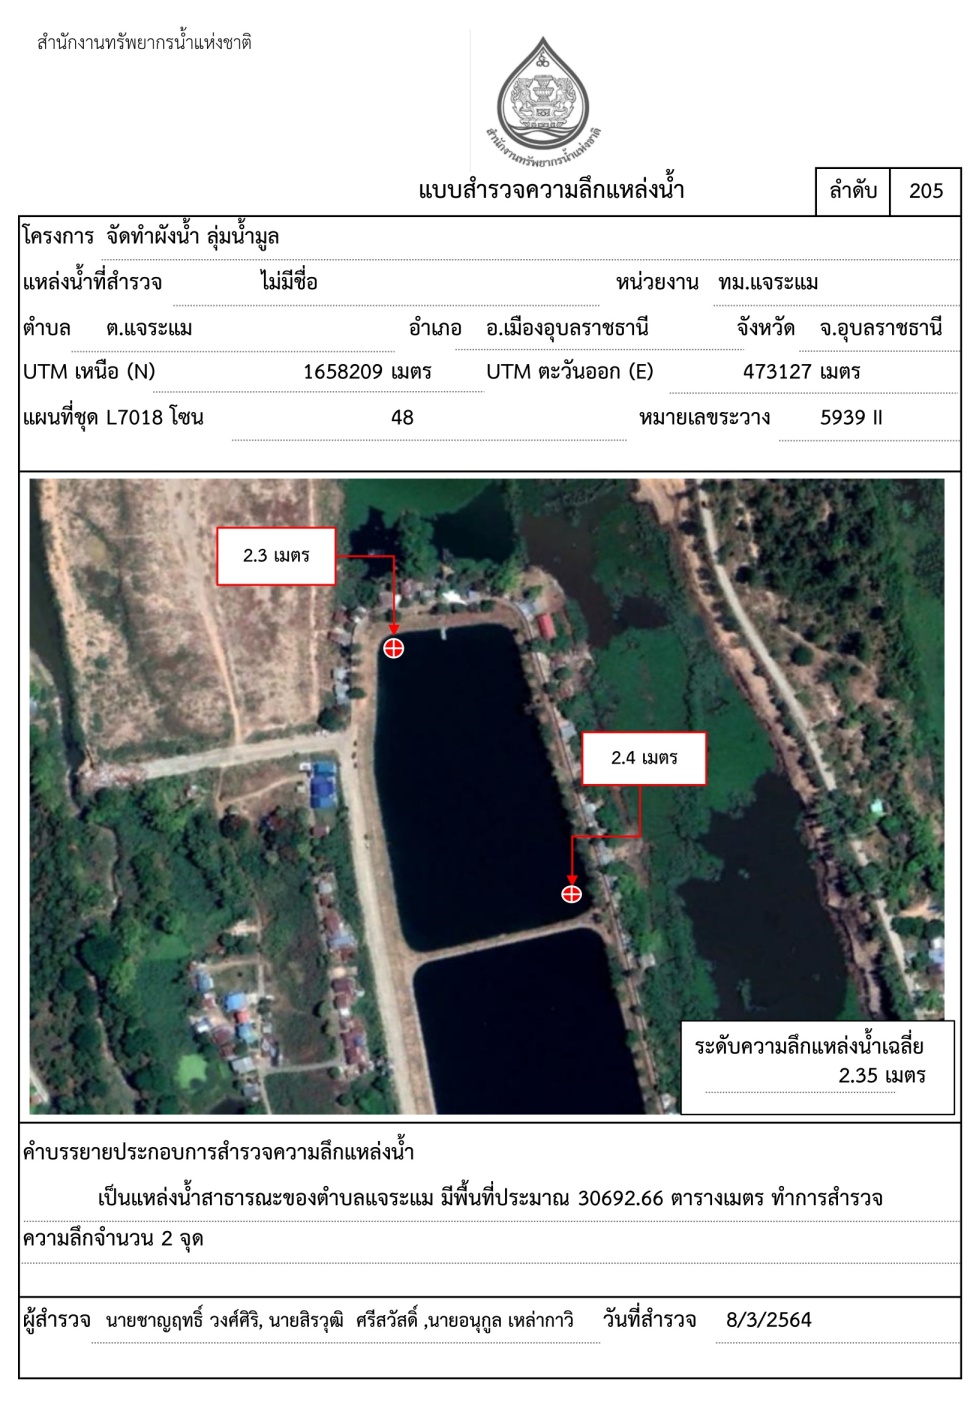 สำนักงานทรัพยากรน้ำแห่งชาติ
สำนักงานทรัพยากรน้ำแห่งชาติ
แบบสำรวจความลึกแหล่งน้ำ ลำดับ 205
โครงการ จัดทำผังน้ำ ลุ่มน้ำมูล
แหล่งน้ำที่สำรวจ ไม่มีชื่อ หน่วยงาน ทม.แจระแม
ตำบล ต.แจระแม อำเภอ อ.เมืองอุบลราชธานี จังหวัด จ.อุบลราชธานี
UTM เหนือ (N) 1658209 เมตร UTM ตะวันออก (E) 473127 เมตร
แผนที่ชุด L7018 โซน 48 หมายเลขระวาง 5939 II
2.3 เมตร
2.4 เมตร
ระดับความลึกแหล่งน้ำเฉลี่ย
2.35 เมตร
คำบรรยายประกอบการสำรวจความลึกแหล่งน้ำ
เป็นแหล่งน้ำสาธารณะของตำบลแจระแม มีพื้นที่ประมาณ 30692.66 ตารางเมตร ทำการสำรวจ
ความลึกจำนวน 2 จุด
ผู้สำรวจ นายชาญฤทธิ์ วงศ์ศิริ, นายสิรวุฒิ ศรีสวัสดิ์ ,นายอนุกูล เหล่ากาวิ วันที่สำรวจ 8/3/2564